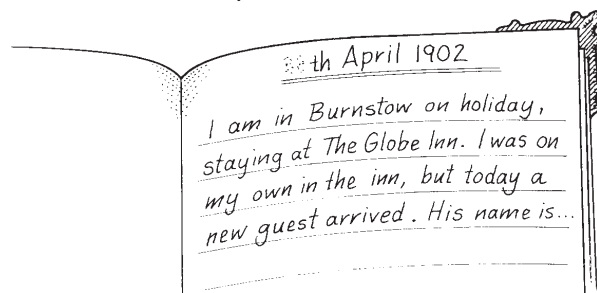 th April 1902
I am in Burnstow on holiday,
staying at The Globe Inn. I was on
my own in the inn, but today a
new guest arrived. His name is...